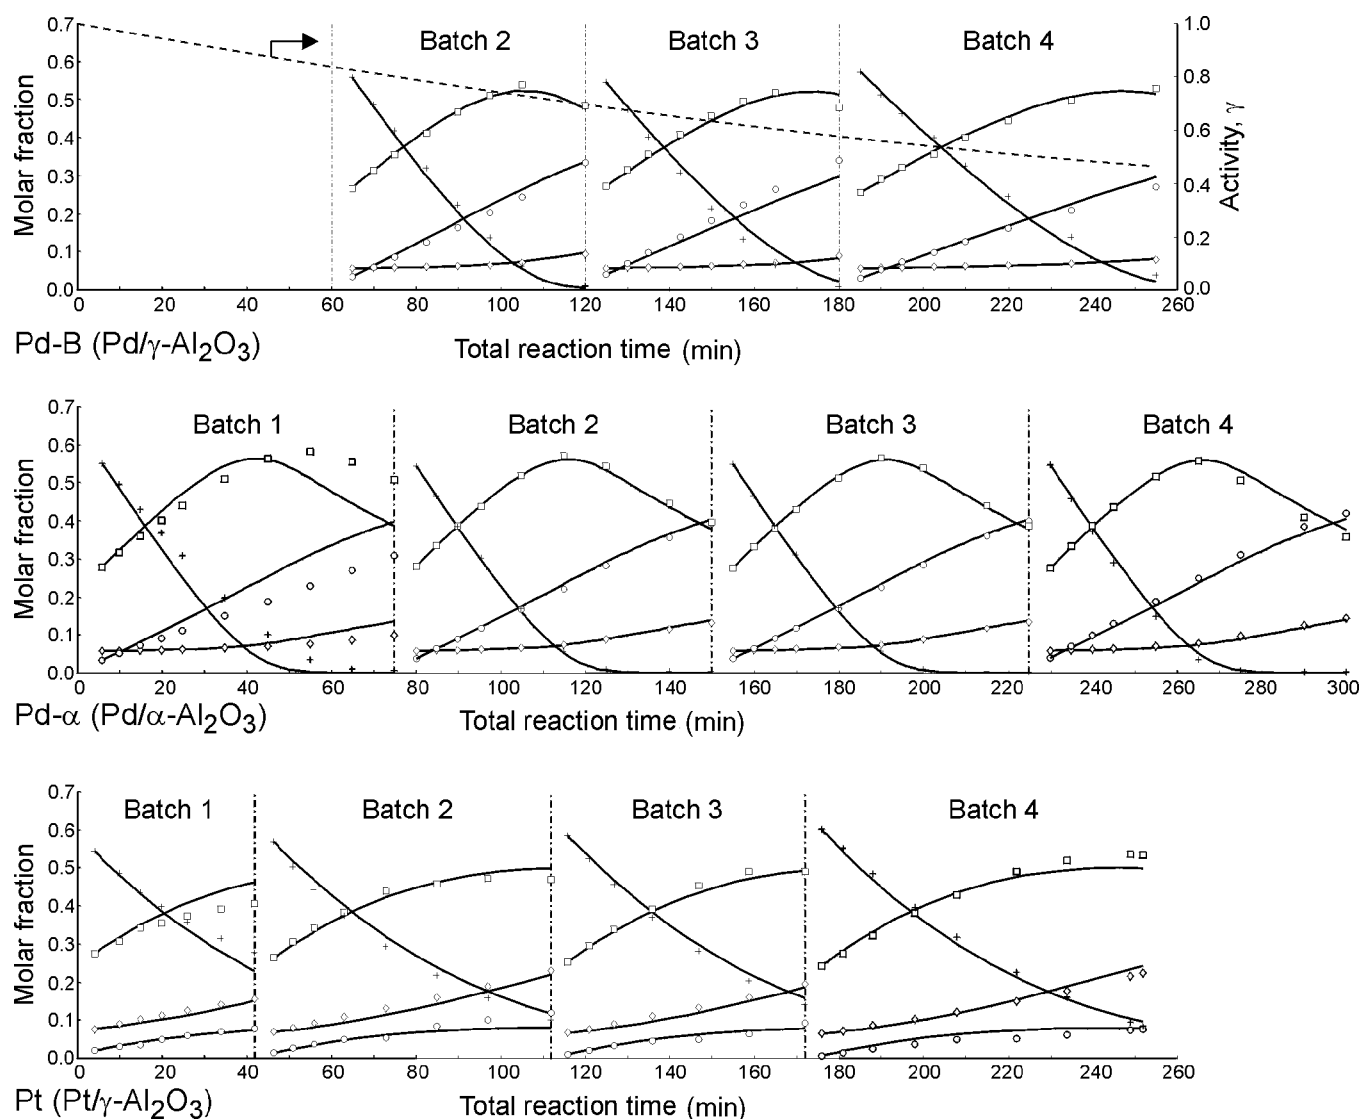 0.7 0.6 0.5 0.4 0.3 0.2 0.1 0.0
Molar fraction
Batch 2 Batch 3 Batch 4
1.0 0.8 0.6 0.4 0.2 0.0
Activity, γ
0 20 40 60 80 100 120 140 160 180 200 220 240 260
Pd-B (Pd/γ-Al2O3)
Total reaction time (min)
0.7 0.6 0.5 0.4 0.3 0.2 0.1 0.0
Molar fraction
Batch 1 Batch 2 Batch 3 Batch 4
0 20 40 60 80 100 120 140 160 180 200 220 240 260 280 300
Pd-α (Pd/α-Al2O3)
Total reaction time (min)
0.7 0.6 0.5 0.4 0.3 0.2 0.1 0.0
Molar fraction
Batch 1 Batch 2 Batch 3 Batch 4
0 20 40 60 80 100 120 140 160 180 200 220 240 260
Pt (Pt/γ-Al2O3)
Total reaction time (min)